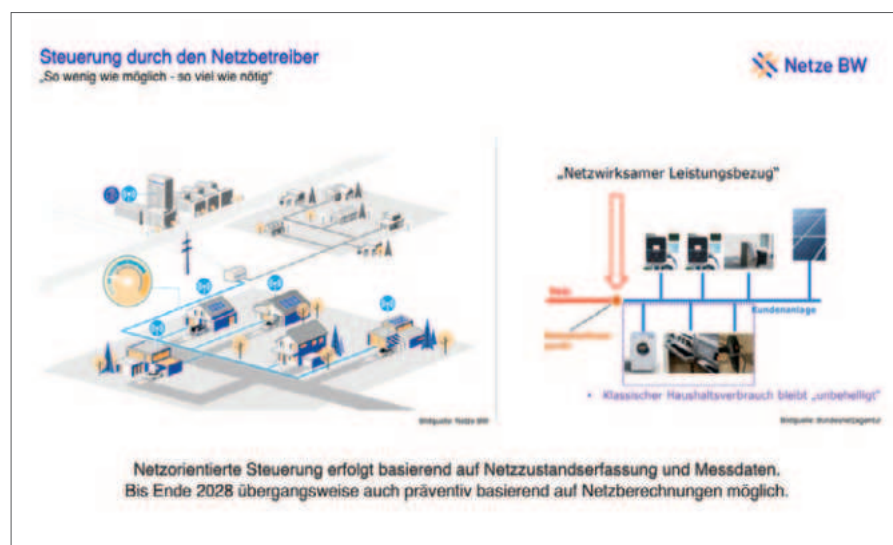 Steuerung durch den Netzbetreiber
„So wenig wie möglich - so viel wie nötig“
Netze BW
„Netzwirksamer Leistungsbezug“
Netz
Kundenanlage
• Klassischer Haushaltsverbrauch bleibt „unbehelligt“
Bildquelle: Netze BW
Bildquelle: Bundesnetzagentur
Netzorientierte Steuerung erfolgt basierend auf Netzzustandserfassung und Messdaten.
Bis Ende 2028 übergangsweise auch präventiv basierend auf Netzberechnungen möglich.